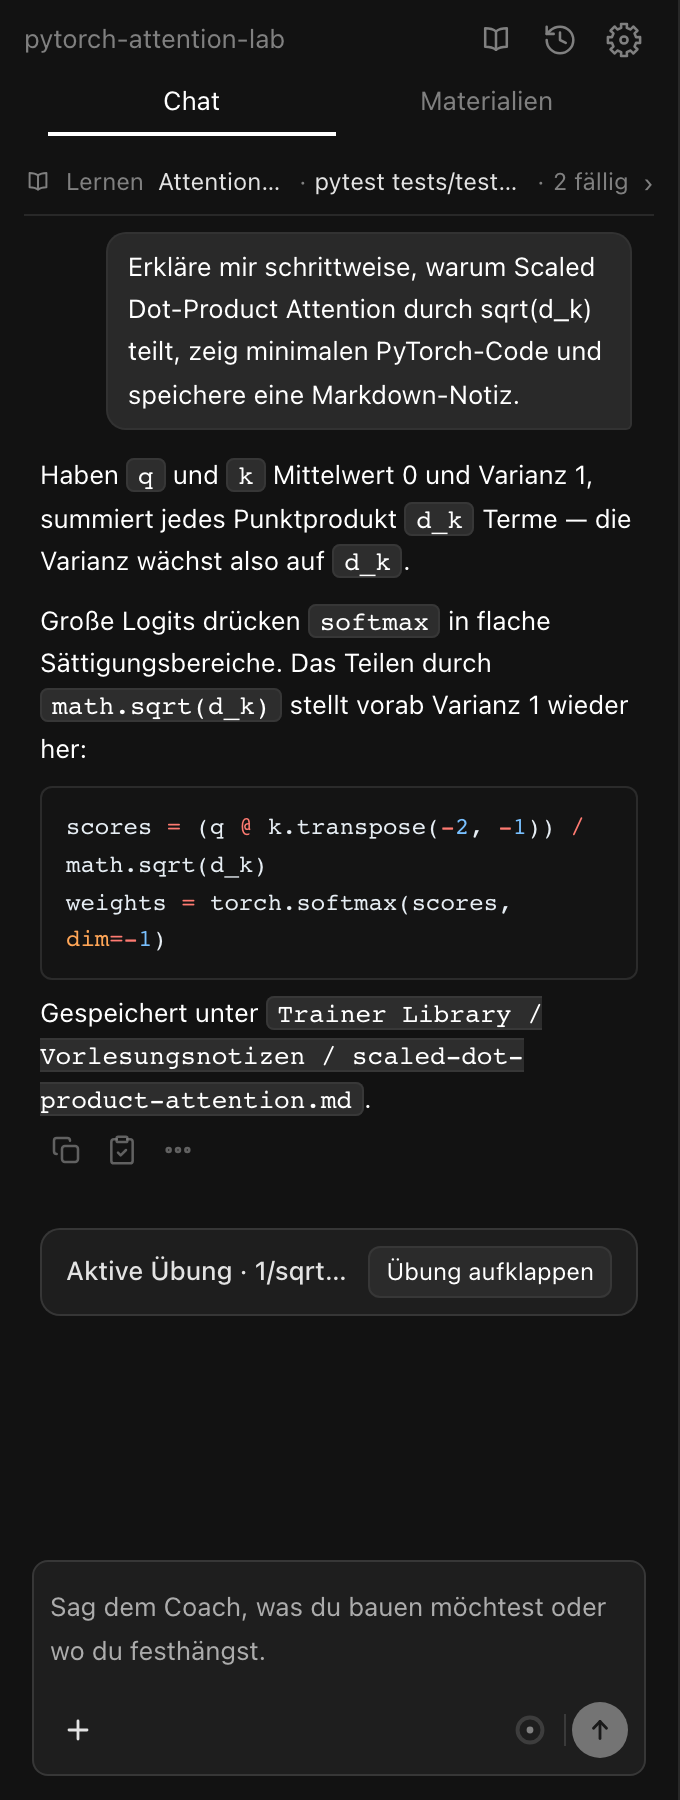 pytorch-attention-lab
Chat
Materialien
Lernen Attention... · pytest tests/test... · 2 fällig ›
Erkläre mir schrittweise, warum Scaled
Dot-Product Attention durch sqrt(d_k)
teilt, zeig minimalen PyTorch-Code und
speichere eine Markdown-Notiz.
Haben q und k Mittelwert 0 und Varianz 1,
summiert jedes Punktprodukt d_k Terme — die
Varianz wächst also auf d_k.
Große Logits drücken softmax in flache
Sättigungsbereiche. Das Teilen durch
math.sqrt(d_k) stellt vorab Varianz 1 wieder
her:
scores = (q @ k.transpose(-2, -1)) /
math.sqrt(d_k)
weights = torch.softmax(scores,
dim=-1)
Gespeichert unter Trainer Library /
Vorlesungsnotizen / scaled-dot-
product-attention.md.
Aktive Übung · 1/sqrt... Übung aufklappen
Sag dem Coach, was du bauen möchtest oder
wo du festhängst.